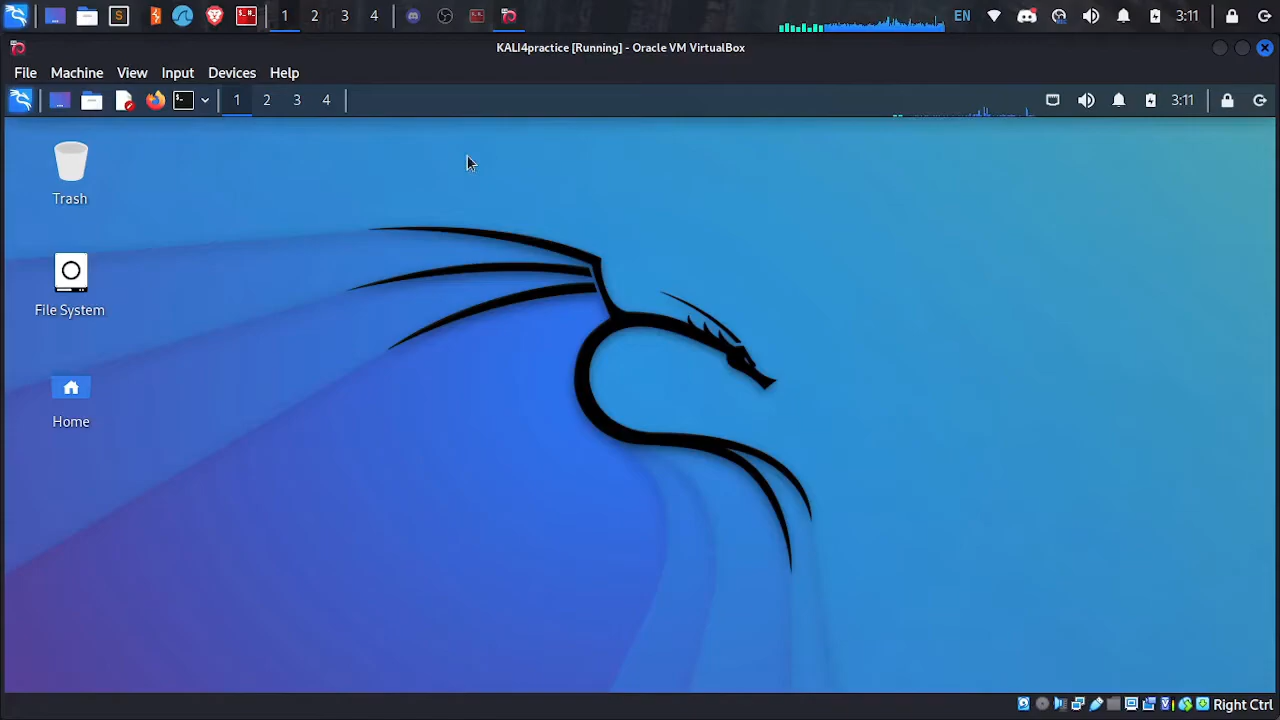 1 2 3 4 EN 3:11
KALI4practice [Running] - Oracle VM VirtualBox
File Machine View Input Devices Help
1 2 3 4 3:11
Trash
File System
Home
Right Ctrl